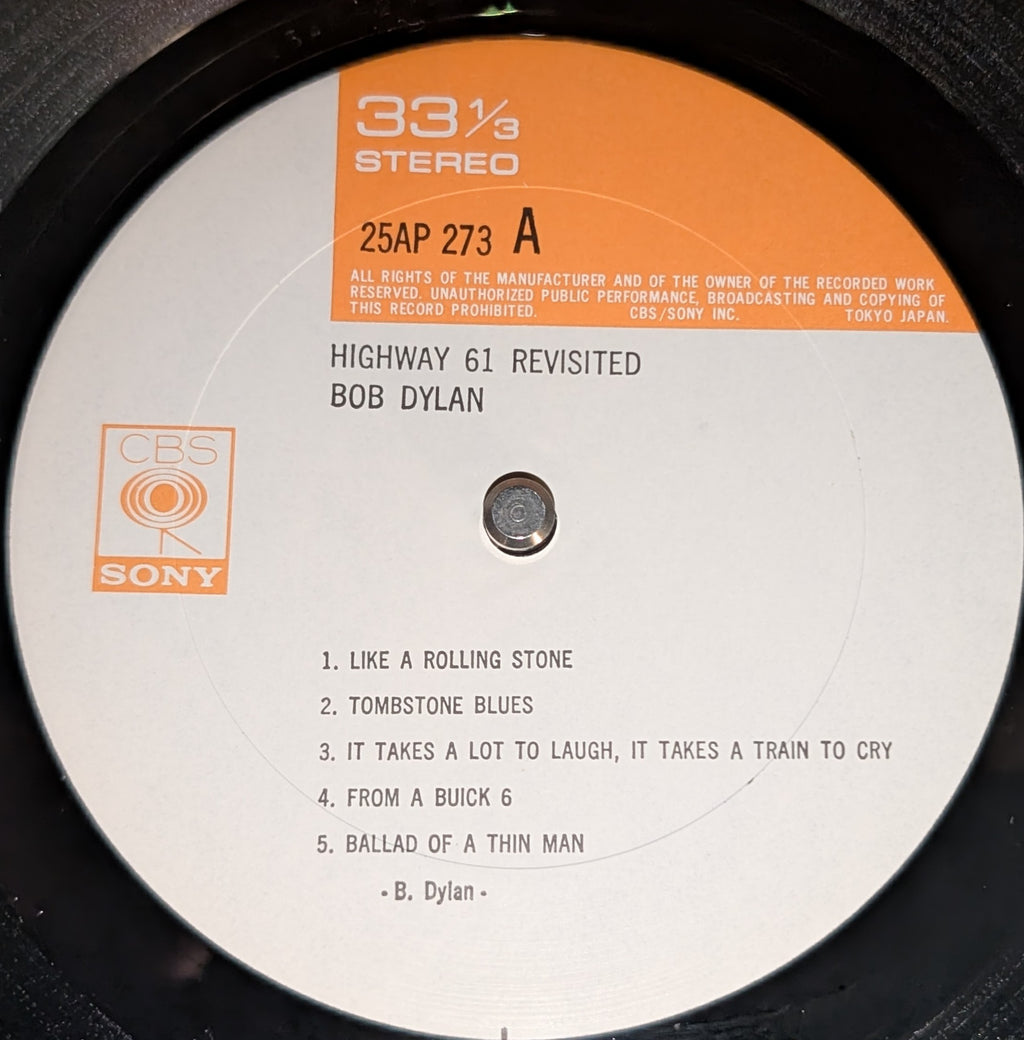 33 1/3
STEREO
25AP 273 A
ALL RIGHTS OF THE MANUFACTURER AND OF THE OWNER OF THE RECORDED WORK
RESERVED. UNAUTHORIZED PUBLIC PERFORMANCE, BROADCASTING AND COPYING OF
THIS RECORD PROHIBITED. CBS/SONY INC. TOKYO JAPAN.
HIGHWAY 61 REVISITED
BOB DYLAN
CBS
SONY
1. LIKE A ROLLING STONE
2. TOMBSTONE BLUES
3. IT TAKES A LOT TO LAUGH, IT TAKES A TRAIN TO CRY
4. FROM A BUICK 6
5. BALLAD OF A THIN MAN
• B. Dylan •